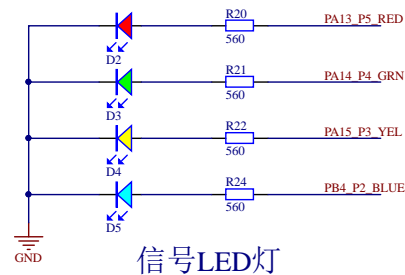 R20
PA13_P5_RED
D2
560
R21
PA14_P4_GRN
D3
560
R22
PA15_P3_YEL
D4
560
R24
PB4_P2_BLUE
D5
560
GND
信号LED灯